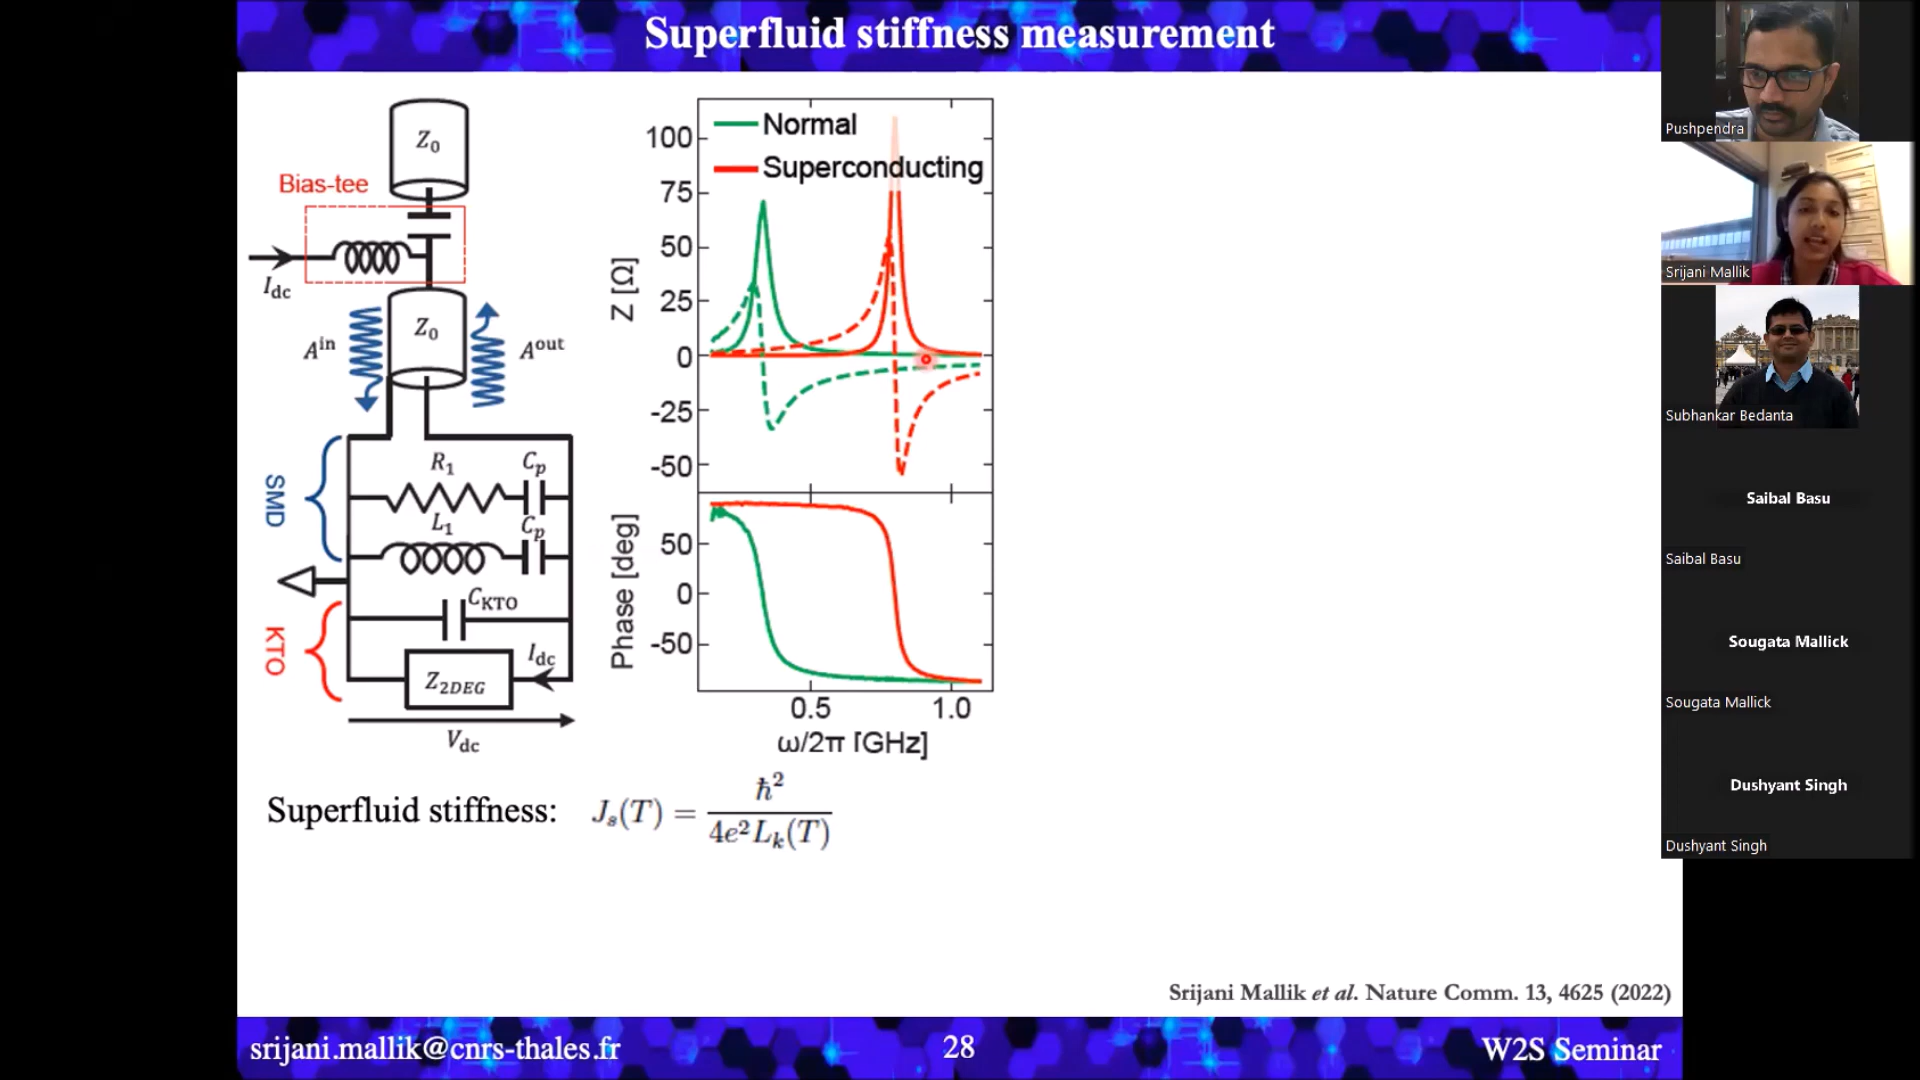 Superfluid stiffness measurement
Z₀
Bias-tee
I_dc
Z₀
A^in
A^out
SMD
R₁
C_p
L₁
C_p
KTO
C_KTO
I_dc
Z_2DEG
V_dc
Normal
Superconducting
100
75
50
25
0
-25
-50
Z [Ω]
50
0
-50
Phase [deg]
0.5 1.0
ω/2π [GHz]
Superfluid stiffness: J_s(T) = ħ² / 4e²L_k(T)
Srijani Mallik et al. Nature Comm. 13, 4625 (2022)
srijani.mallik@cnrs-thales.fr
28
W2S Seminar
Pushpendra
Srijani Mallik
Subhankar Bedanta
Saibal Basu
Saibal Basu
Sougata Mallick
Sougata Mallick
Dushyant Singh
Dushyant Singh